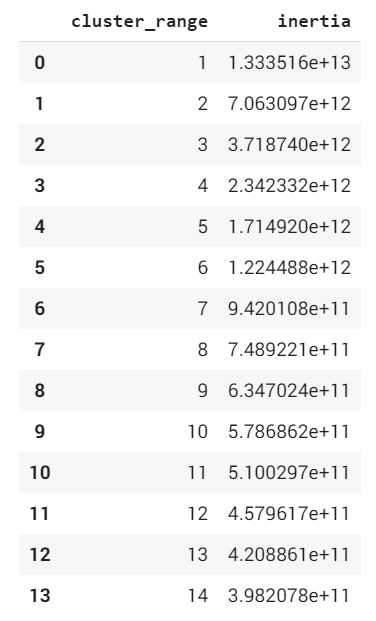 cluster_range inertia
0 1 1.333516e+13
1 2 7.063097e+12
2 3 3.718740e+12
3 4 2.342332e+12
4 5 1.714920e+12
5 6 1.224488e+12
6 7 9.420108e+11
7 8 7.489221e+11
8 9 6.347024e+11
9 10 5.786862e+11
10 11 5.100297e+11
11 12 4.579617e+11
12 13 4.208861e+11
13 14 3.982078e+11